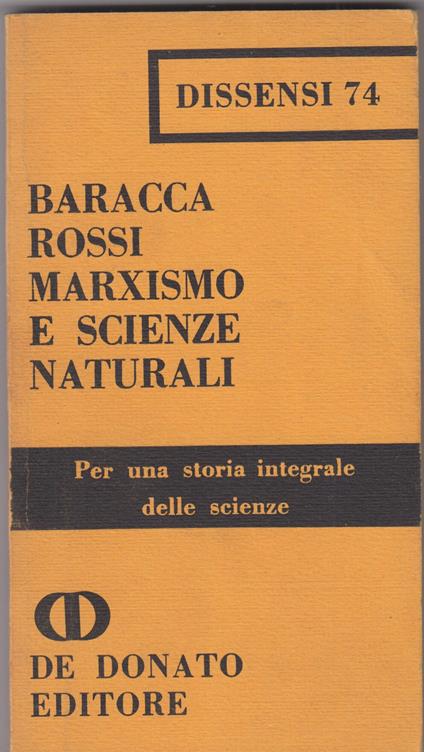 DISSENSI 74
BARACCA
ROSSI
MARXISMO
E SCIENZE
NATURALI
Per una storia integrale
delle scienze
DE DONATO
EDITORE